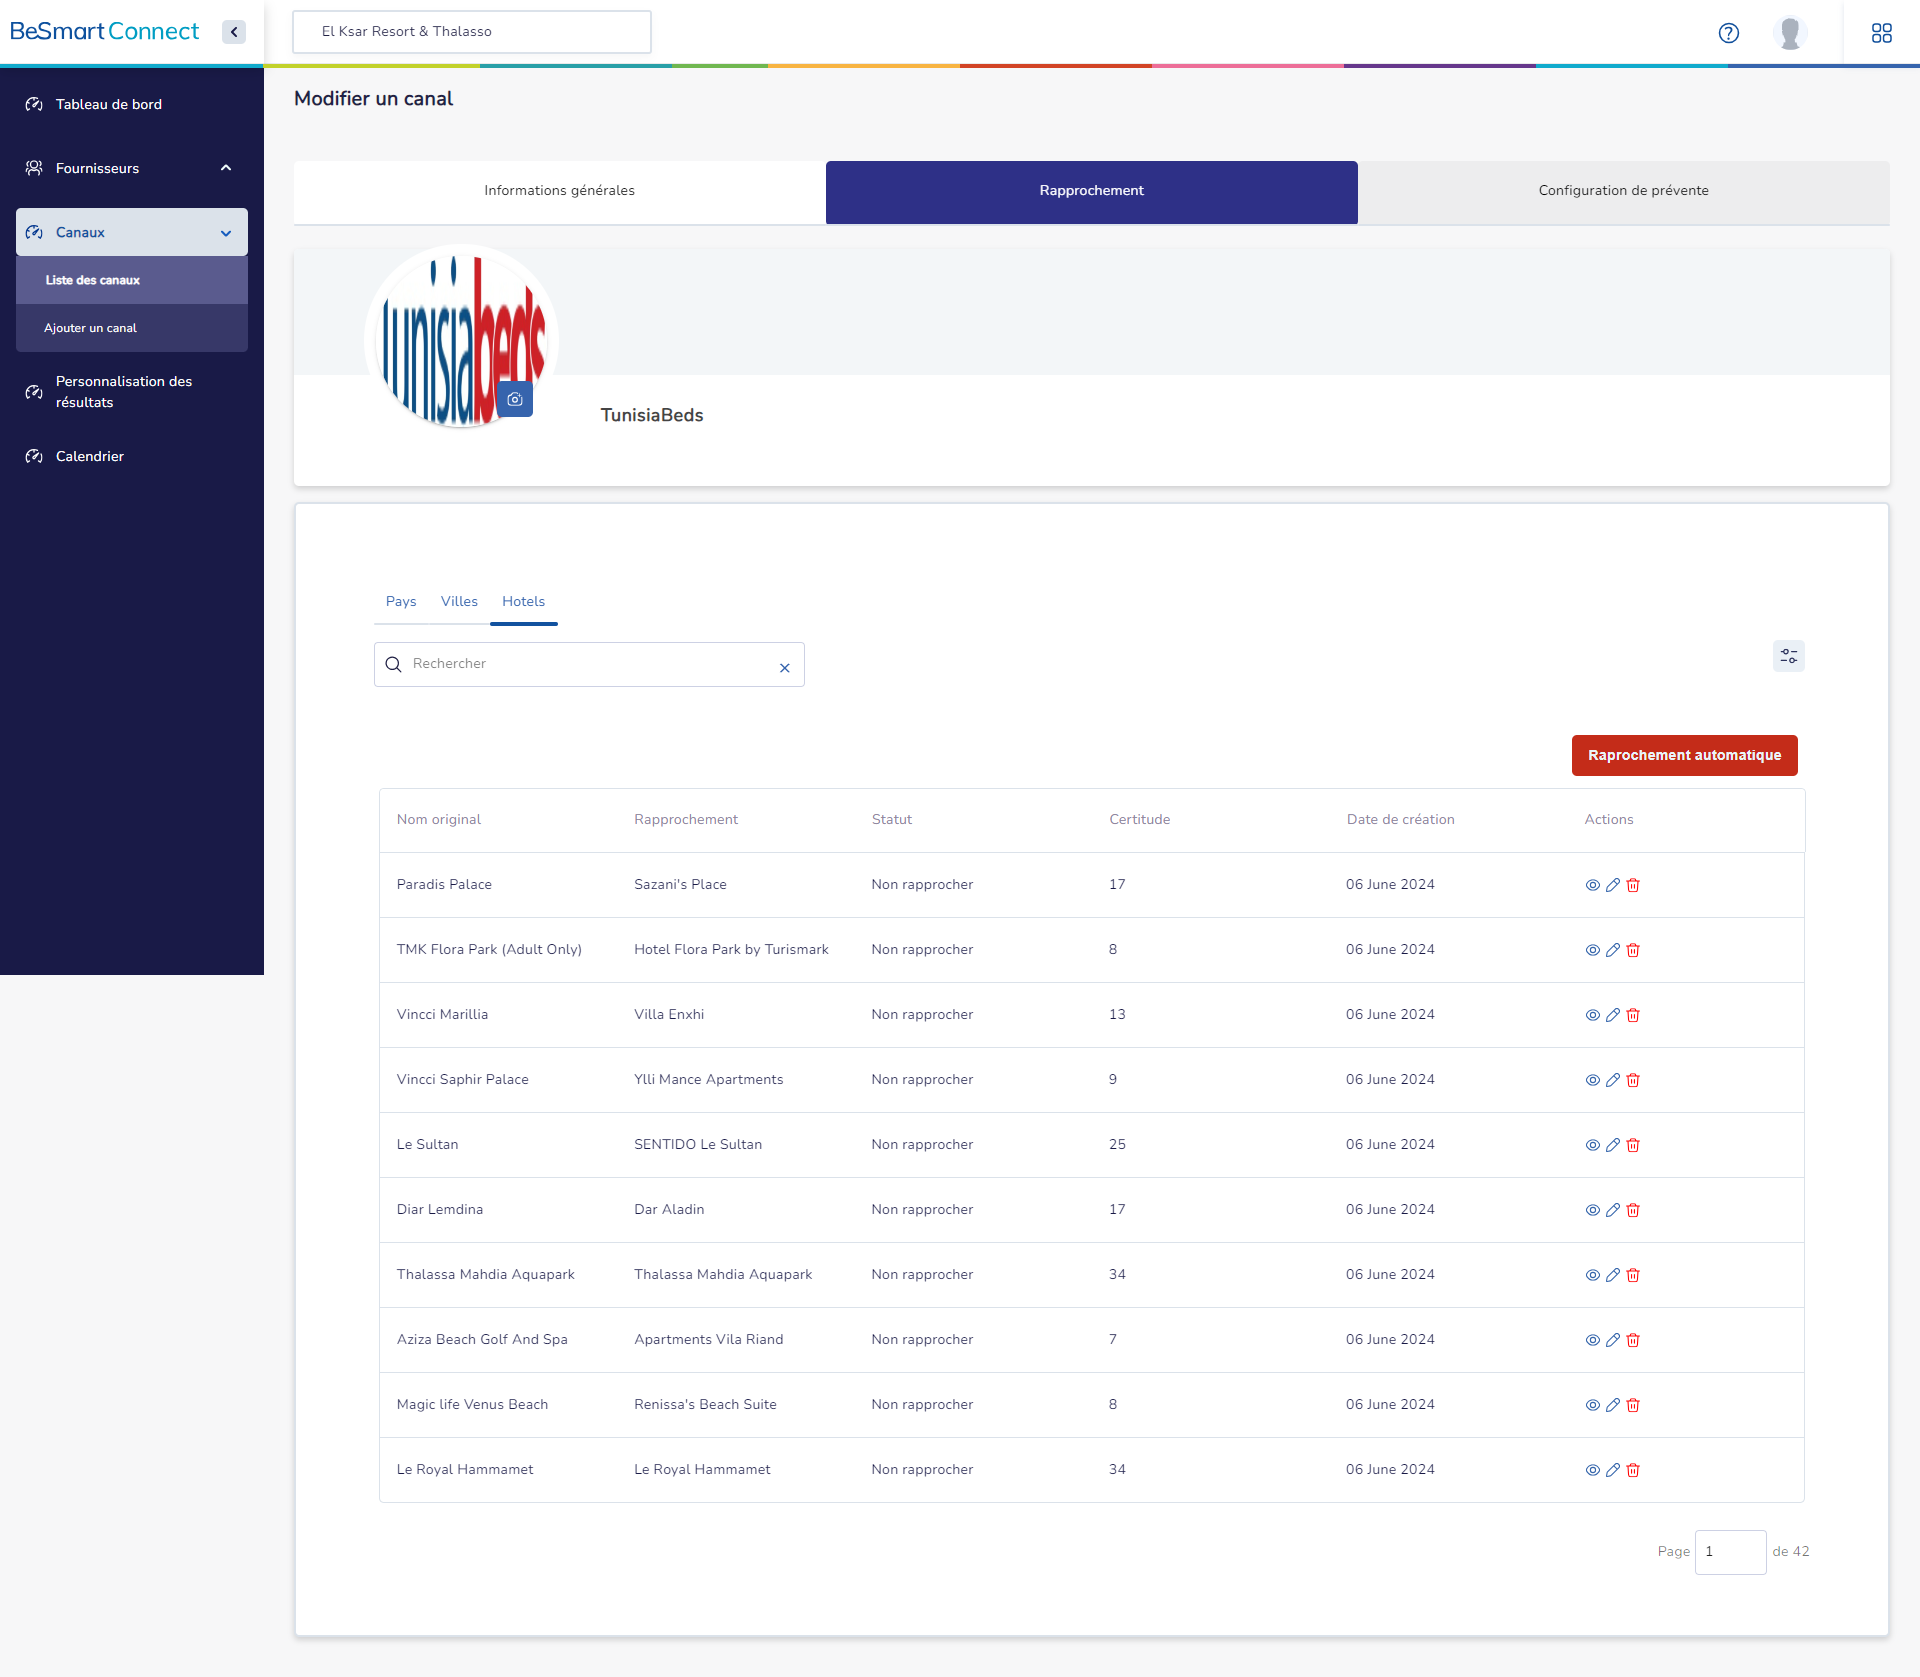 BeSmart Connect
El Ksar Resort & Thalasso
Tableau de bord
Fournisseurs
Canaux
Liste des canaux
Ajouter un canal
Personnalisation des
résultats
Calendrier
Modifier un canal
Informations générales
Rapprochement
Configuration de prévente
tunisiabeds
TunisiaBeds
Pays Villes Hotels
Rechercher
Raprochement automatique
Nom original Rapprochement Statut Certitude Date de création Actions
Paradis Palace Sazani's Place Non rapprocher 17 06 June 2024
TMK Flora Park (Adult Only) Hotel Flora Park by Turismark Non rapprocher 8 06 June 2024
Vincci Marillia Villa Enxhi Non rapprocher 13 06 June 2024
Vincci Saphir Palace Ylli Mance Apartments Non rapprocher 9 06 June 2024
Le Sultan SENTIDO Le Sultan Non rapprocher 25 06 June 2024
Diar Lemdina Dar Aladin Non rapprocher 17 06 June 2024
Thalassa Mahdia Aquapark Thalassa Mahdia Aquapark Non rapprocher 34 06 June 2024
Aziza Beach Golf And Spa Apartments Vila Riand Non rapprocher 7 06 June 2024
Magic life Venus Beach Renissa's Beach Suite Non rapprocher 8 06 June 2024
Le Royal Hammamet Le Royal Hammamet Non rapprocher 34 06 June 2024
Page 1 de 42